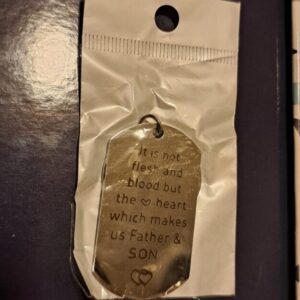 It is not
flesh and
blood but
the ♡ heart
which makes
us Father &
SON